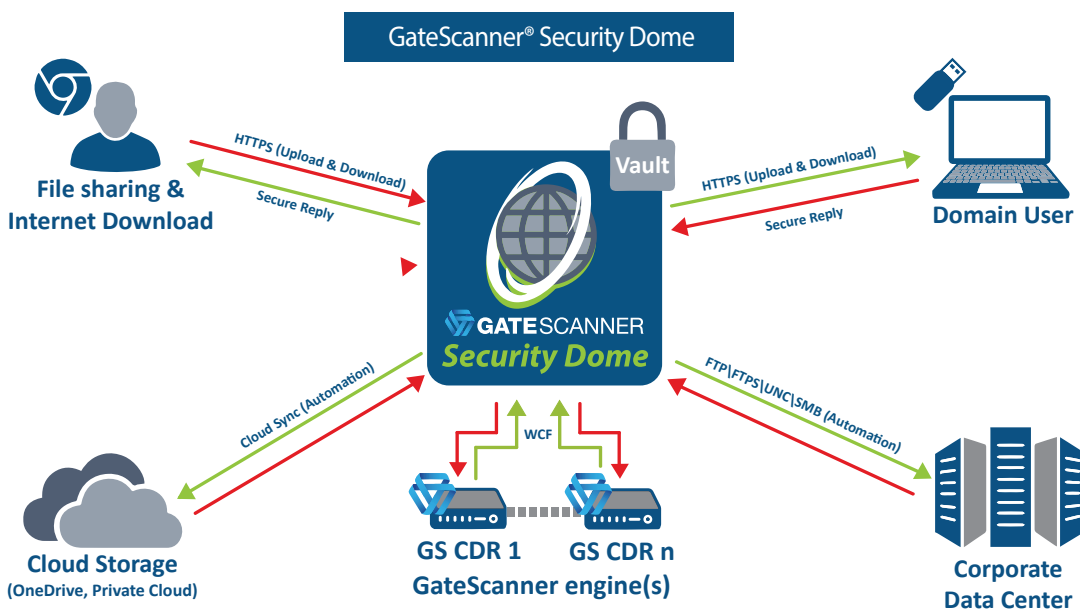 GateScanner® Security Dome
HTTPS (Upload & Download)
Secure Reply
File sharing &
Internet Download
Vault
HTTPS (Upload & Download)
Secure Reply
Domain User
GATESCANNER
Security Dome
Cloud Sync (Automation)
FTP\FTPS\UNC\SMB (Automation)
WCF
Cloud Storage
(OneDrive, Private Cloud)
GS CDR 1
GS CDR n
GateScanner engine(s)
Corporate
Data Center